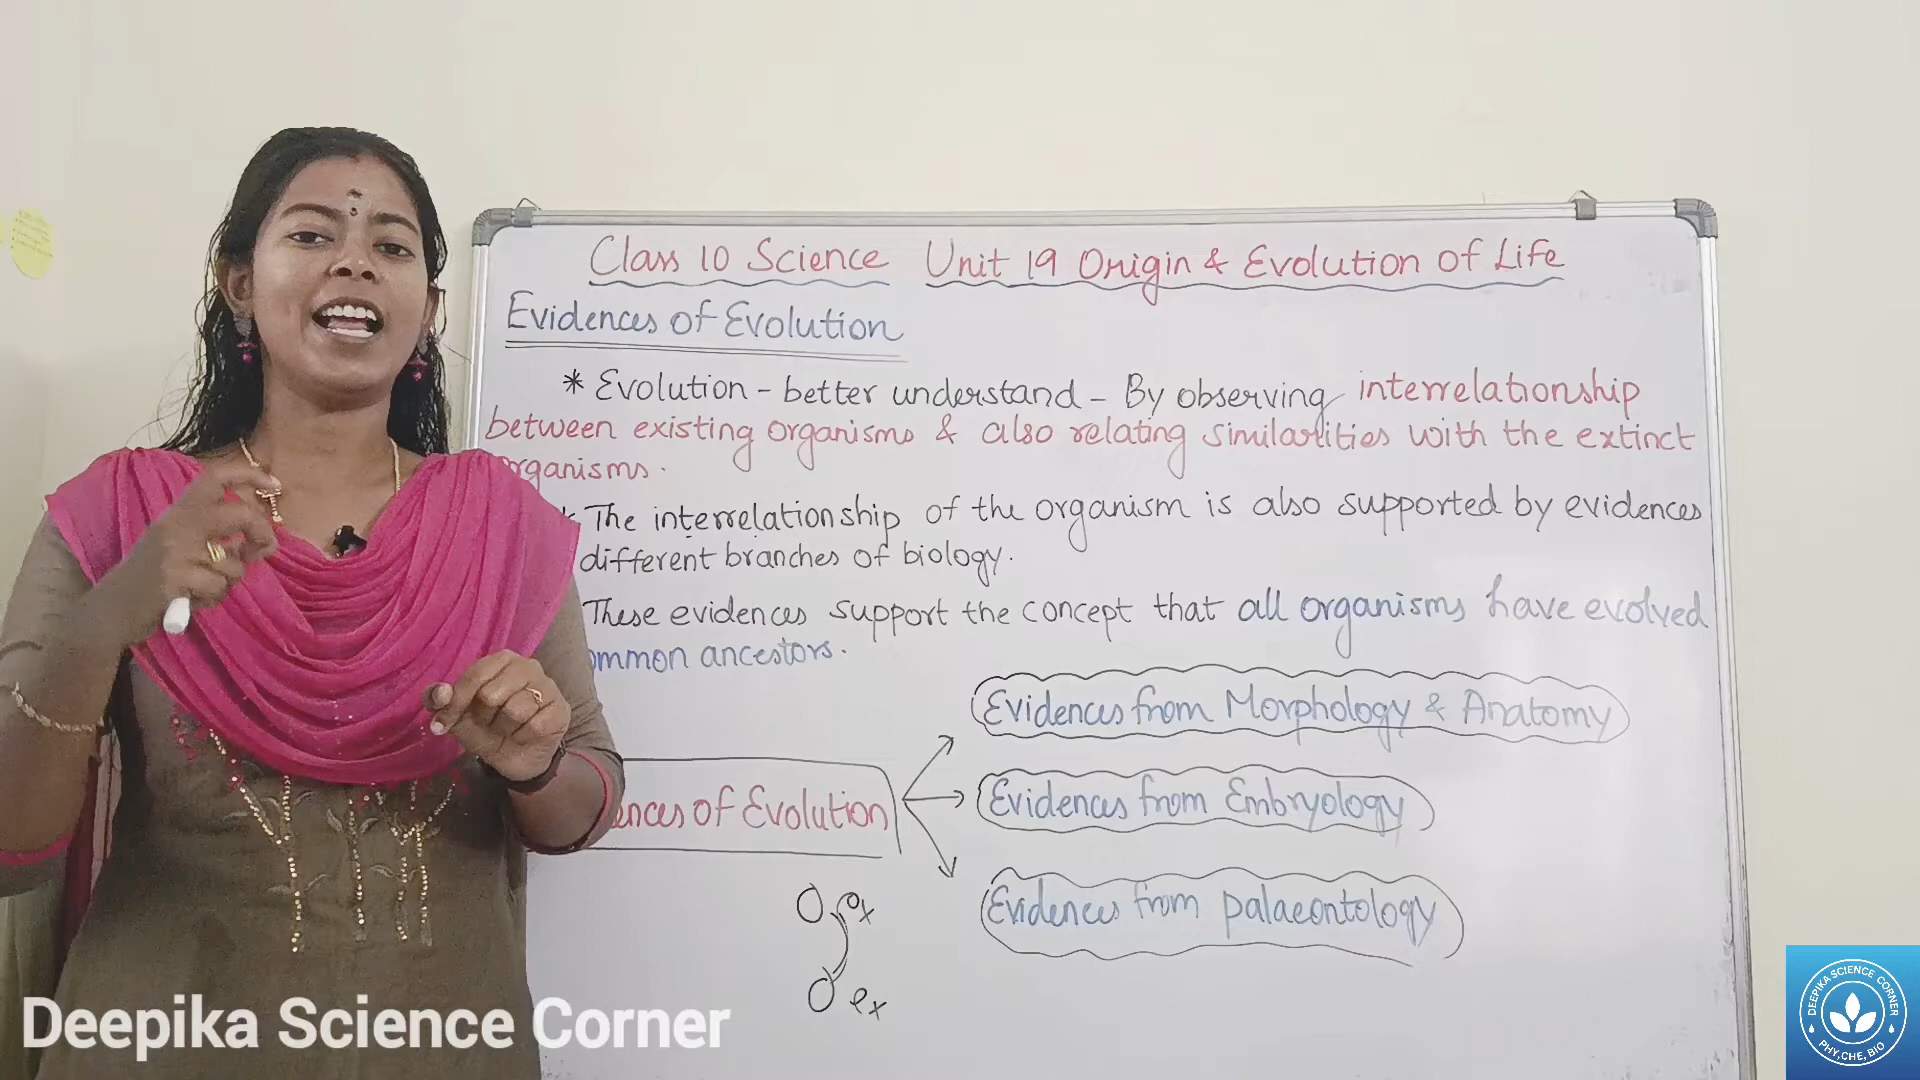 Class 10 Science Unit 19 Origin & Evolution of Life
Evidences of Evolution
* Evolution - better understand - By observing interrelationship
between existing organisms & also relating similarities with the extinct
organisms.
* The interrelationship of the organism is also supported by evidences
different branches of biology.
These evidences support the concept that all organisms have evolved
ommon ancestors.
Evidences from Morphology & Anatomy
ences of Evolution
Evidences from Embryology
Evidences from palaeontology
ex
Deepika Science Corner
DEEPIKA SCIENCE CORNER
PHY,CHE,BIO